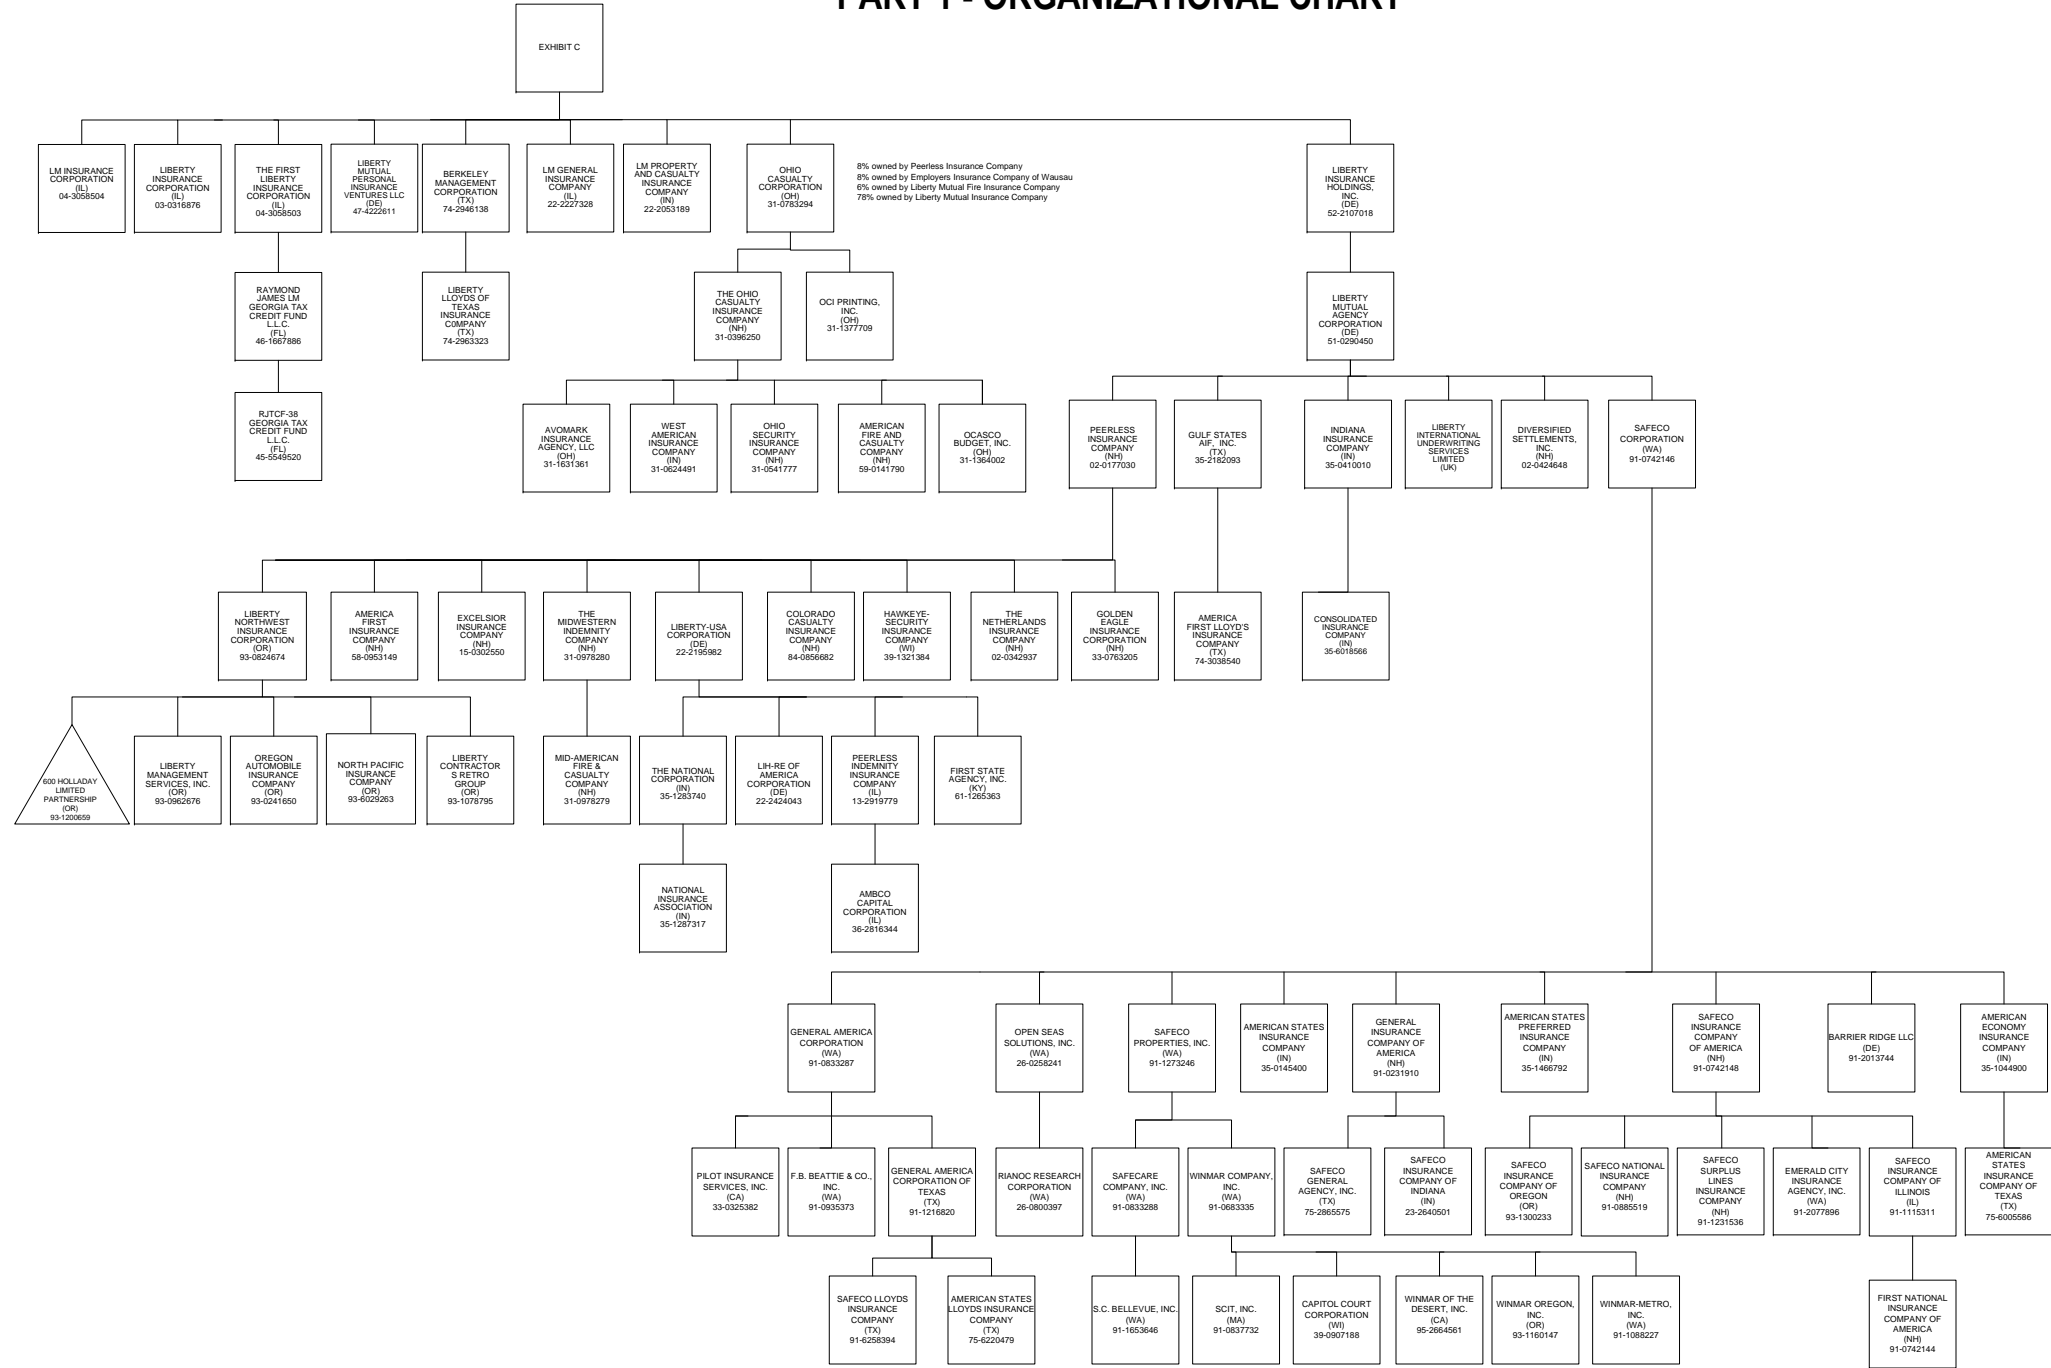 PART 1 - ORGANIZATIONAL CHART
EXHIBIT C
LM INSURANCE
CORPORATION
(IL)
04-3058504
LIBERTY
INSURANCE
CORPORATION
(IL)
03-0316876
THE FIRST
LIBERTY
INSURANCE
CORPORATION
(IL)
04-3058503
LIBERTY
MUTUAL
PERSONAL
INSURANCE
VENTURES LLC
(DE)
47-4222611
BERKELEY
MANAGEMENT
CORPORATION
(TX)
74-2946138
LM GENERAL
INSURANCE
COMPANY
(IL)
22-2227328
LM PROPERTY
AND CASUALTY
INSURANCE
COMPANY
(IN)
22-2053189
OHIO
CASUALTY
CORPORATION
(OH)
31-0783294
8% owned by Peerless Insurance Company
8% owned by Employers Insurance Company of Wausau
6% owned by Liberty Mutual Fire Insurance Company
78% owned by Liberty Mutual Insurance Company
LIBERTY
INSURANCE
HOLDINGS,
INC.
(DE)
52-2107018
RAYMOND
JAMES LM
GEORGIA TAX
CREDIT FUND
L.L.C.
(FL)
46-1667886
LIBERTY
LLOYDS OF
TEXAS
INSURANCE
C0MPANY
(TX)
74-2963323
THE OHIO
CASUALTY
INSURANCE
COMPANY
(NH)
31-0396250
OCI PRINTING,
INC.
(OH)
31-1377709
LIBERTY
MUTUAL
AGENCY
CORPORATION
(DE)
51-0290450
RJTCF-38
GEORGIA TAX
CREDIT FUND
L.L.C.
(FL)
45-5549520
AVOMARK
INSURANCE
AGENCY, LLC
(OH)
31-1631361
WEST
AMERICAN
INSURANCE
COMPANY
(IN)
31-0624491
OHIO
SECURITY
INSURANCE
COMPANY
(NH)
31-0541777
AMERICAN
FIRE AND
CASUALTY
COMPANY
(NH)
59-0141790
OCASCO
BUDGET, INC.
(OH)
31-1364002
PEERLESS
INSURANCE
COMPANY
(NH)
02-0177030
GULF STATES
AIF, INC.
(TX)
35-2182093
INDIANA
INSURANCE
COMPANY
(IN)
35-0410010
LIBERTY
INTERNATIONAL
UNDERWRITING
SERVICES
LIMITED
(UK)
DIVERSIFIED
SETTLEMENTS,
INC.
(NH)
02-0424648
SAFECO
CORPORATION
(WA)
91-0742146
LIBERTY
NORTHWEST
INSURANCE
CORPORATION
(OR)
93-0824674
AMERICA
FIRST
INSURANCE
COMPANY
(NH)
58-0953149
EXCELSIOR
INSURANCE
COMPANY
(NH)
15-0302550
THE
MIDWESTERN
INDEMNITY
COMPANY
(NH)
31-0978280
LIBERTY-USA
CORPORATION
(DE)
22-2195982
COLORADO
CASUALTY
INSURANCE
COMPANY
(NH)
84-0856682
HAWKEYE-
SECURITY
INSURANCE
COMPANY
(WI)
39-1321384
THE
NETHERLANDS
INSURANCE
COMPANY
(NH)
02-0342937
GOLDEN
EAGLE
INSURANCE
CORPORATION
(NH)
33-0763205
AMERICA
FIRST LLOYD'S
INSURANCE
COMPANY
(TX)
74-3038540
CONSOLIDATED
INSURANCE
COMPANY
(IN)
35-6018566
600 HOLLADAY
LIMITED
PARTNERSHIP
(OR)
93-1200659
LIBERTY
MANAGEMENT
SERVICES, INC.
(OR)
93-0962676
OREGON
AUTOMOBILE
INSURANCE
COMPANY
(OR)
93-0241650
NORTH PACIFIC
INSURANCE
COMPANY
(OR)
93-6029263
LIBERTY
CONTRACTOR
S RETRO
GROUP
(OR)
93-1078795
MID-AMERICAN
FIRE &
CASUALTY
COMPANY
(NH)
31-0978279
THE NATIONAL
CORPORATION
(IN)
35-1283740
LIH-RE OF
AMERICA
CORPORATION
(DE)
22-2424043
PEERLESS
INDEMNITY
INSURANCE
COMPANY
(IL)
13-2919779
FIRST STATE
AGENCY, INC.
(KY)
61-1265363
NATIONAL
INSURANCE
ASSOCIATION
(IN)
35-1287317
AMBCO
CAPITAL
CORPORATION
(IL)
36-2816344
GENERAL AMERICA
CORPORATION
(WA)
91-0833287
OPEN SEAS
SOLUTIONS, INC.
(WA)
26-0258241
SAFECO
PROPERTIES, INC.
(WA)
91-1273246
AMERICAN STATES
INSURANCE
COMPANY
(IN)
35-0145400
GENERAL
INSURANCE
COMPANY OF
AMERICA
(NH)
91-0231910
AMERICAN STATES
PREFERRED
INSURANCE
COMPANY
(IN)
35-1466792
SAFECO
INSURANCE
COMPANY
OF AMERICA
(NH)
91-0742148
BARRIER RIDGE LLC
(DE)
91-2013744
AMERICAN
ECONOMY
INSURANCE
COMPANY
(IN)
35-1044900
PILOT INSURANCE
SERVICES, INC.
(CA)
33-0325382
F.B. BEATTIE & CO.,
INC.
(WA)
91-0935373
GENERAL AMERICA
CORPORATION OF
TEXAS
(TX)
91-1216820
RIANOC RESEARCH
CORPORATION
(WA)
26-0800397
SAFECARE
COMPANY, INC.
(WA)
91-0833288
WINMAR COMPANY,
INC.
(WA)
91-0683335
SAFECO
GENERAL
AGENCY, INC.
(TX)
75-2865575
SAFECO
INSURANCE
COMPANY OF
INDIANA
(IN)
23-2640501
SAFECO
INSURANCE
COMPANY OF
OREGON
(OR)
93-1300233
SAFECO NATIONAL
INSURANCE
COMPANY
(NH)
91-0885519
SAFECO
SURPLUS
LINES
INSURANCE
COMPANY
(NH)
91-1231536
EMERALD CITY
INSURANCE
AGENCY, INC.
(WA)
91-2077896
SAFECO
INSURANCE
COMPANY OF
ILLINOIS
(IL)
91-1115311
AMERICAN
STATES
INSURANCE
COMPANY OF
TEXAS
(TX)
75-6005586
SAFECO LLOYDS
INSURANCE
COMPANY
(TX)
91-6258394
AMERICAN STATES
LLOYDS INSURANCE
COMPANY
(TX)
75-6220479
S.C. BELLEVUE, INC.
(WA)
91-1653646
SCIT, INC.
(MA)
91-0837732
CAPITOL COURT
CORPORATION
(WI)
39-0907188
WINMAR OF THE
DESERT, INC.
(CA)
95-2664561
WINMAR OREGON,
INC.
(OR)
93-1160147
WINMAR-METRO,
INC.
(WA)
91-1088227
FIRST NATIONAL
INSURANCE
COMPANY OF
AMERICA
(NH)
91-0742144